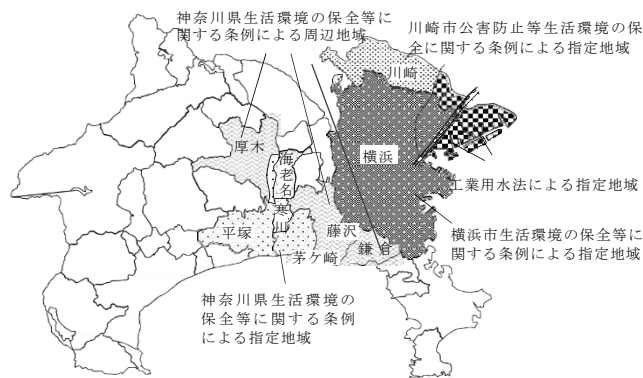 神奈川県生活環境の保全等に
関する条例による周辺地域
川崎市公害防止等生活環境の保
全に関する条例による指定地域
川崎
厚木
海老名
横浜
工業用水法による指定地域
寒川
平塚
藤沢
横浜市生活環境の保全等に
関する条例による指定地域
鎌倉
茅ケ崎
神奈川県生活環境の
保全等に関する条例
による指定地域